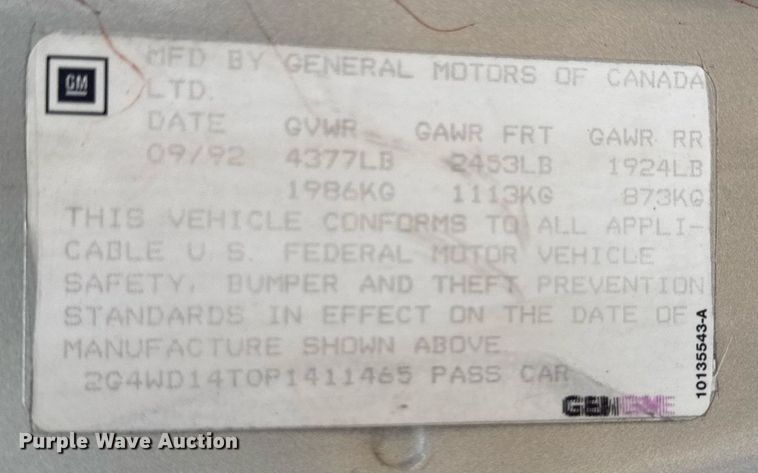 GM
MFD BY GENERAL MOTORS OF CANADA
LTD.
DATE GVWR GAWR FRT GAWR RR
09/92 4377LB 2453LB 1924LB
1986KG 1113KG 873KG
THIS VEHICLE CONFORMS TO ALL APPLI-
CABLE U.S. FEDERAL MOTOR VEHICLE
SAFETY, BUMPER AND THEFT PREVENTION
STANDARDS IN EFFECT ON THE DATE OF
MANUFACTURE SHOWN ABOVE
2G4WD14T0P1411465 PASS CAR
10135543-A
Purple Wave Auction